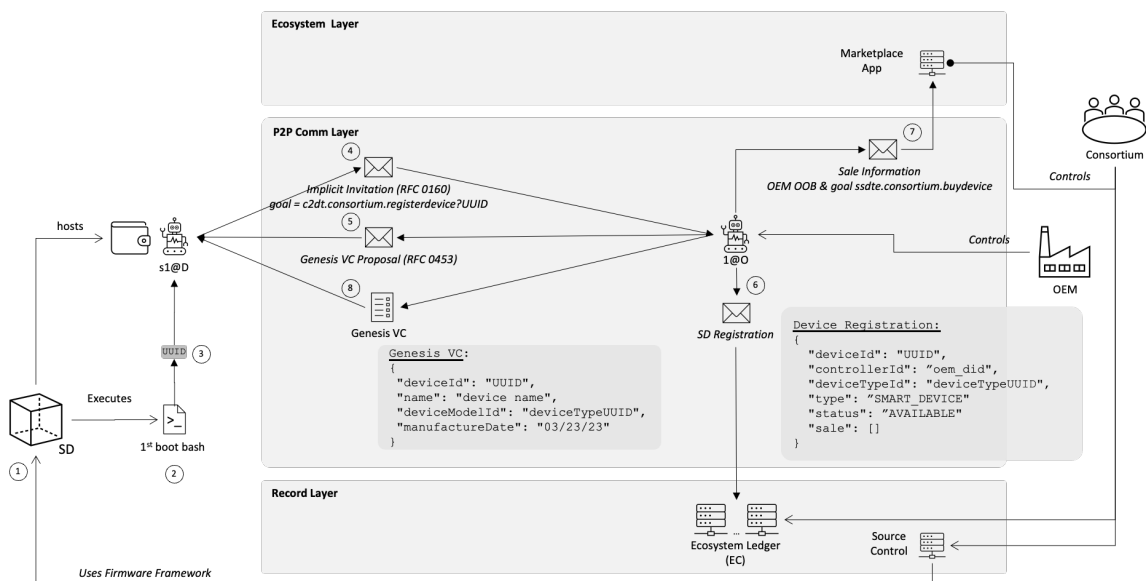 Ecosystem Layer
Marketplace
App
P2P Comm Layer
4
7
Consortium
Implicit Invitation (RFC 0160)
goal = c2dt.consortium.registerdevice?UUID
Sale Information
OEM OOB & goal ssdte.consortium.buydevice
Controls
hosts
5
s1@D
Genesis VC Proposal (RFC 0453)
1@O
Controls
OEM
8
6
Genesis VC
SD Registration
UUID
3
Device Registration:
{
"deviceId": "UUID",
"controllerId": ”oem_did",
"deviceTypeId": "deviceTypeUUID",
"type": ”SMART_DEVICE"
"status": ”AVAILABLE"
"sale": []
}
Genesis VC:
{
"deviceId": "UUID",
"name": "device name",
"deviceModelId": "deviceTypeUUID",
"manufactureDate": "03/23/23"
}
Executes
>_
SD
1st boot bash
1
2
Record Layer
...
Ecosystem Ledger
(EC)
Source
Control
Uses Firmware Framework